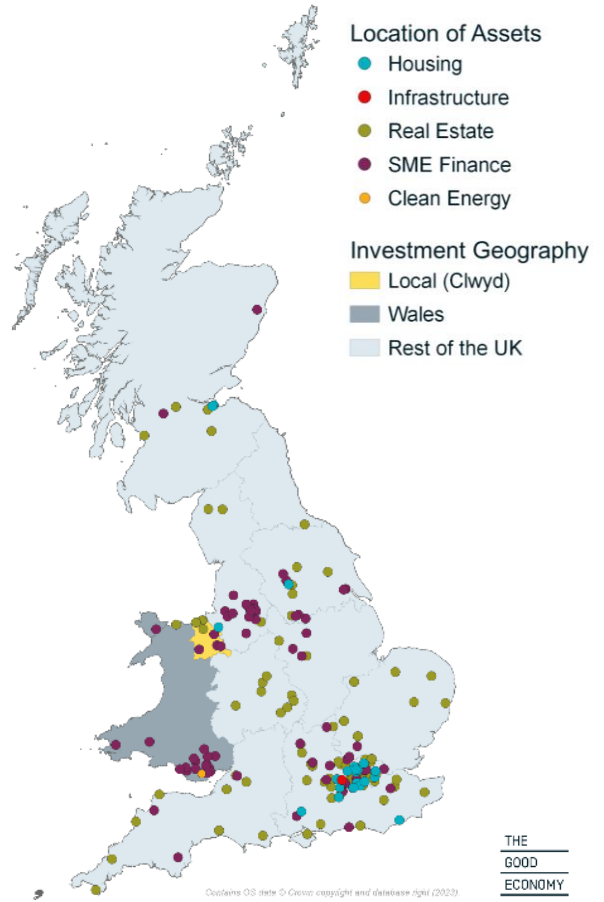 Location of Assets
Housing
Infrastructure
Real Estate
SME Finance
Clean Energy
Investment Geography
Local (Clwyd)
Wales
Rest of the UK
THE
GOOD
ECONOMY
Contains OS data © Crown copyright and database right (2023).